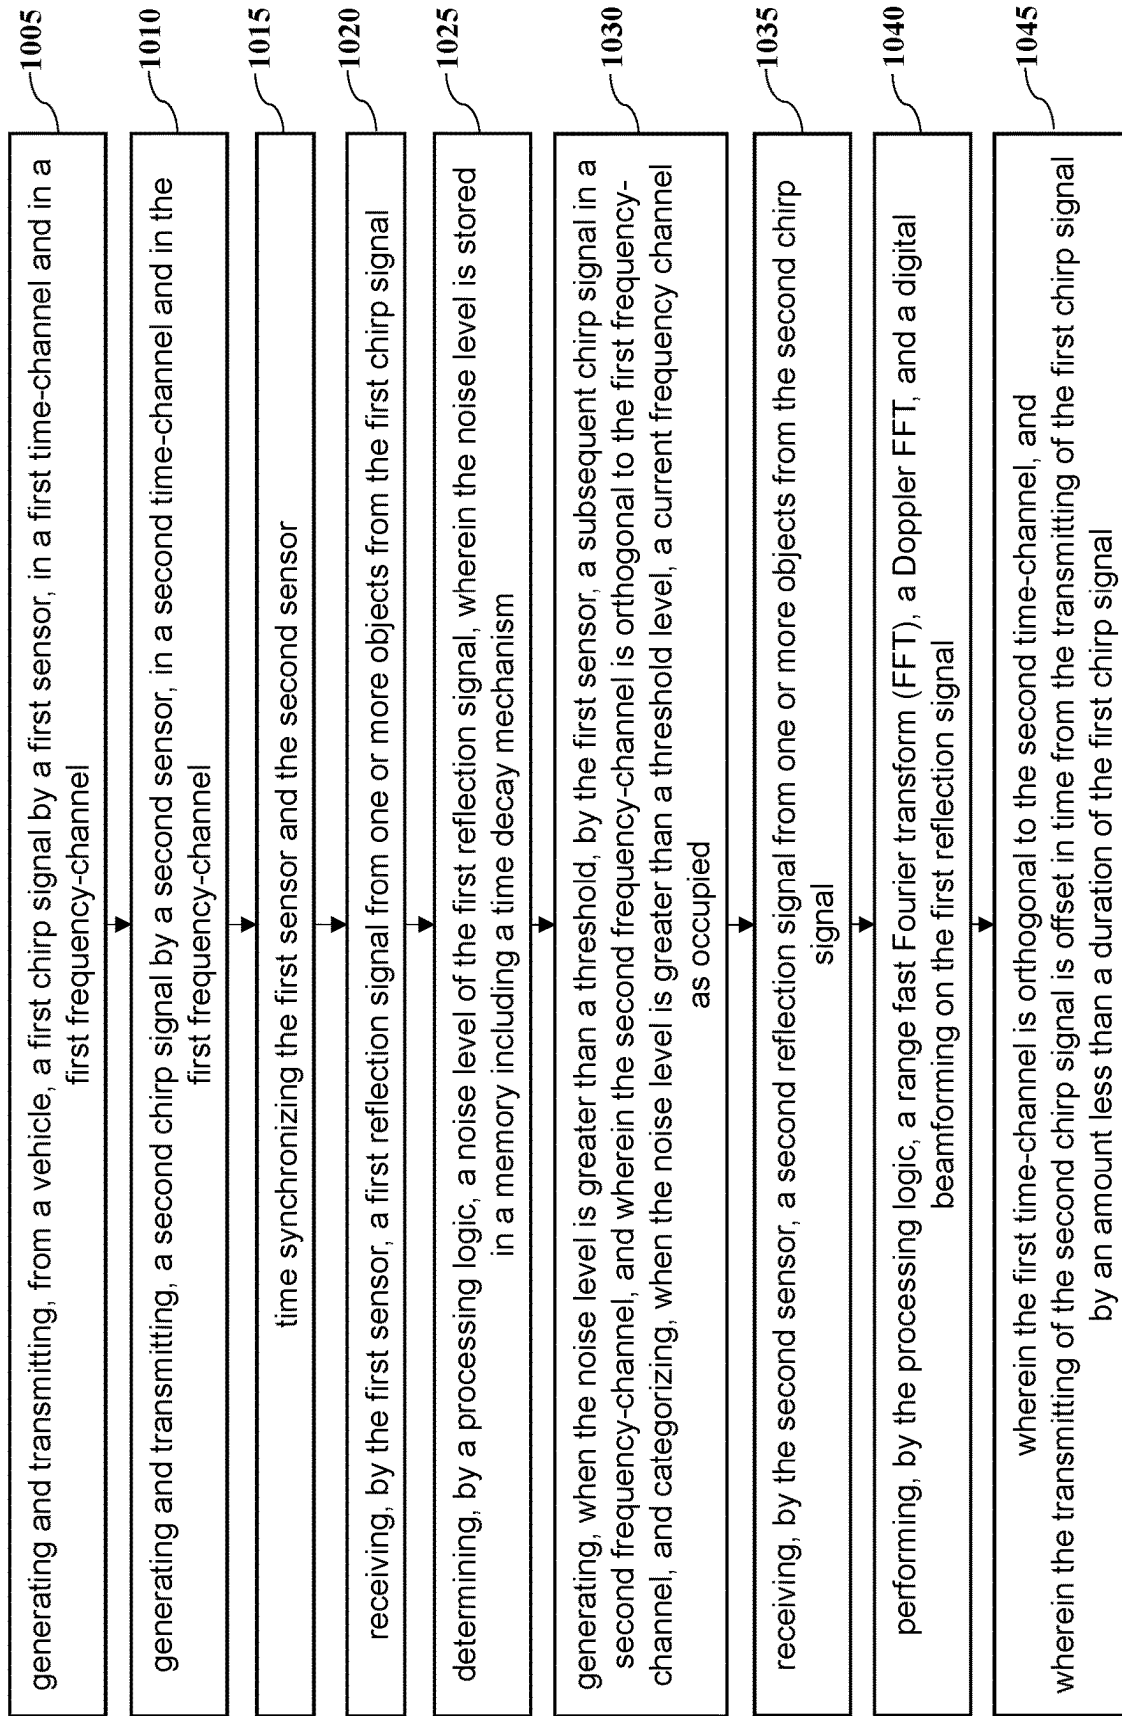 generating and transmitting, from a vehicle, a first chirp signal by a first sensor, in a first time-channel and in a
first frequency-channel
1005
generating and transmitting, a second chirp signal by a second sensor, in a second time-channel and in the
first frequency-channel
1010
time synchronizing the first sensor and the second sensor
1015
receiving, by the first sensor, a first reflection signal from one or more objects from the first chirp signal
1020
determining, by a processing logic, a noise level of the first reflection signal, wherein the noise level is stored
in a memory including a time decay mechanism
1025
generating, when the noise level is greater than a threshold, by the first sensor, a subsequent chirp signal in a
second frequency-channel, and wherein the second frequency-channel is orthogonal to the first frequency-
channel, and categorizing, when the noise level is greater than a threshold level, a current frequency channel
as occupied
1030
receiving, by the second sensor, a second reflection signal from one or more objects from the second chirp
signal
1035
performing, by the processing logic, a range fast Fourier transform (FFT), a Doppler FFT, and a digital
beamforming on the first reflection signal
1040
wherein the first time-channel is orthogonal to the second time-channel, and
wherein the transmitting of the second chirp signal is offset in time from the transmitting of the first chirp signal
by an amount less than a duration of the first chirp signal
1045